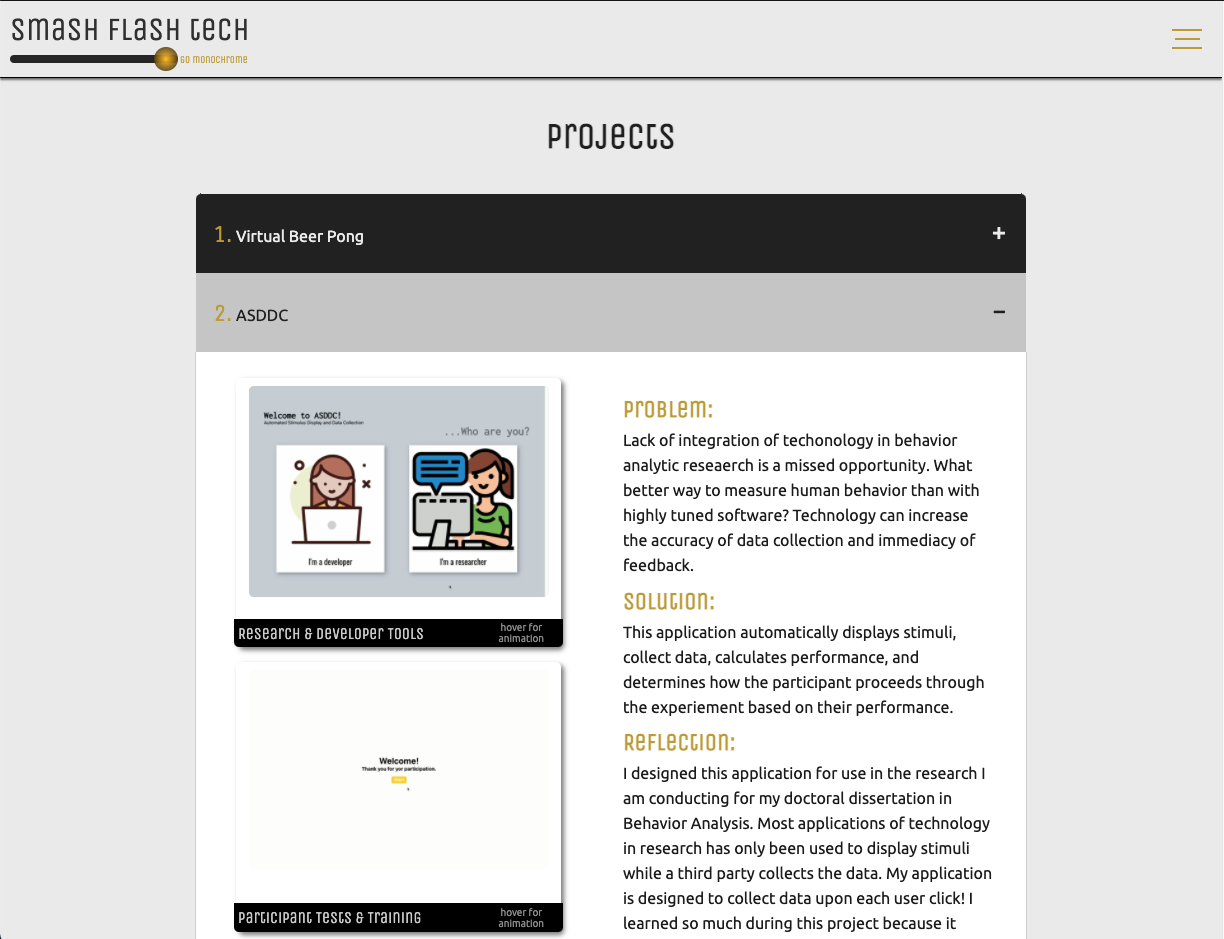 Smash Flash Tech
Go Monochrome
Projects
1. Virtual Beer Pong
+
2. ASDDC
−
Welcome to ASDDC!
Automated Stimulus Display and Data Collection
...Who are you?
I'm a developer
I'm a researcher
Research & Developer Tools
hover for
animation
Welcome!
Thank you for yor participation.
Participant Tests & Training
hover for
animation
Problem:
Lack of integration of techonology in behavior
analytic reseaerch is a missed opportunity. What
better way to measure human behavior than with
highly tuned software? Technology can increase
the accuracy of data collection and immediacy of
feedback.
Solution:
This application automatically displays stimuli,
collect data, calculates performance, and
determines how the participant proceeds through
the experiement based on their performance.
Reflection:
I designed this application for use in the research I
am conducting for my doctoral dissertation in
Behavior Analysis. Most applications of technology
in research has only been used to display stimuli
while a third party collects the data. My application
is designed to collect data upon each user click! I
learned so much during this project because it